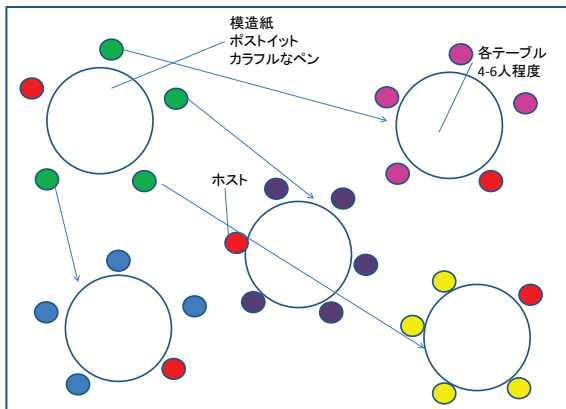 模造紙
ポストイット
カラフルなペン
各テーブル
4-6人程度
ホスト